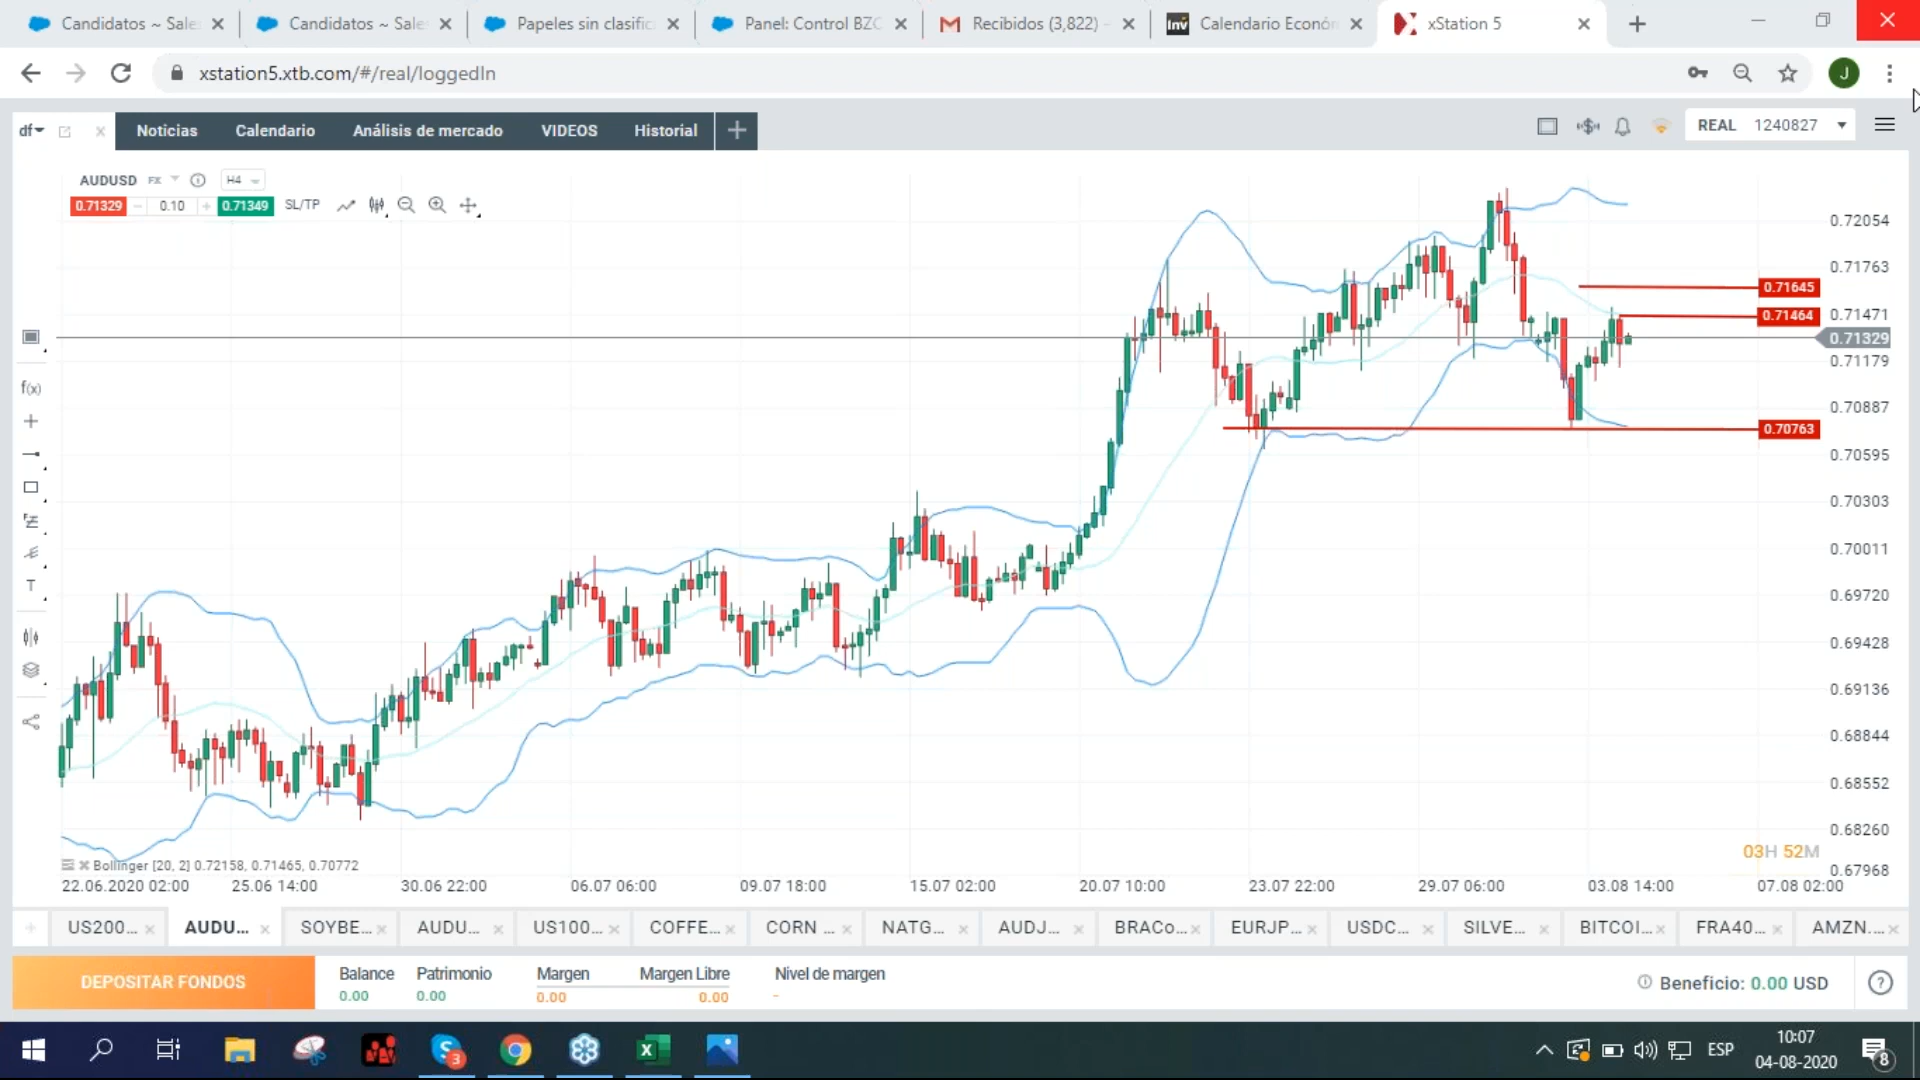 Candidatos ~ Sale
Candidatos ~ Sale
Papeles sin clasific
Panel: Control BZC
Recibidos (3,822) -
Inv Calendario Econón
xStation 5
xstation5.xtb.com/#/real/loggedIn
J
df
Noticias
Calendario
Análisis de mercado
VIDEOS
Historial
REAL 1240827
AUDUSD FX H4
0.71329 0.10 0.71349 SL/TP
f(x)
T
0.72054
0.71763
0.71645
0.71471
0.71464
0.71329
0.71179
0.70887
0.70763
0.70595
0.70303
0.70011
0.69720
0.69428
0.69136
0.68844
0.68552
0.68260
0.67968
03H 52M
Bollinger [20, 2] 0.72158, 0.71465, 0.70772
22.06.2020 02:00
25.06 14:00
30.06 22:00
06.07 06:00
09.07 18:00
15.07 02:00
20.07 10:00
23.07 22:00
29.07 06:00
03.08 14:00
07.08 02:00
US200...
AUDU...
SOYBE...
AUDU...
US100...
COFFE...
CORN ...
NATG...
AUDJ...
BRACo...
EURJP...
USDC...
SILVE...
BITCOI...
FRA40...
AMZN....
DEPOSITAR FONDOS
Balance
0.00
Patrimonio
0.00
Margen
0.00
Margen Libre
0.00
Nivel de margen
-
Beneficio: 0.00 USD
3
ESP
10:07
04-08-2020
8